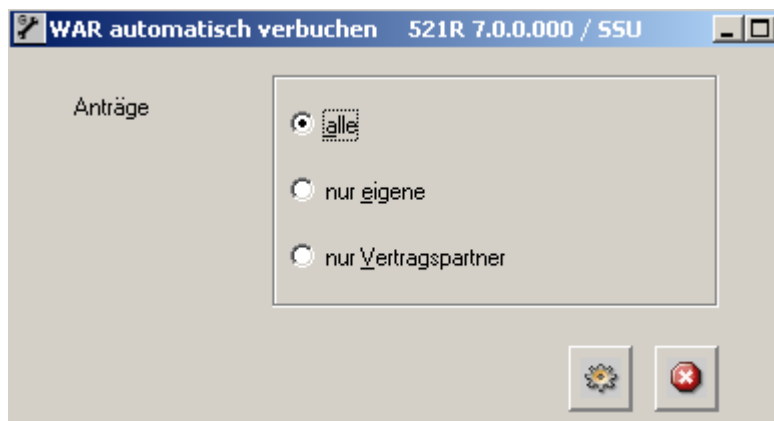 WAR automatisch verbuchen 521R 7.0.0.000 / SSU
Anträge
alle
nur eigene
nur Vertragspartner